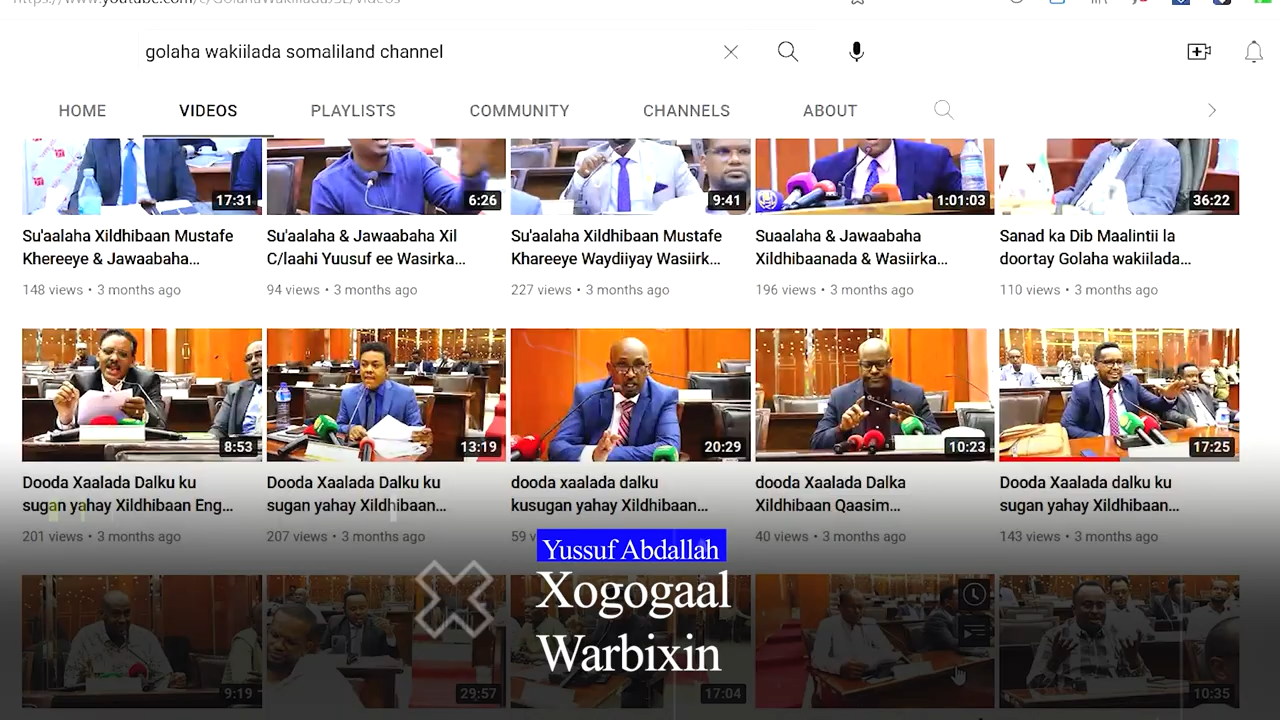 golaha wakiilada somaliland channel
HOME VIDEOS PLAYLISTS COMMUNITY CHANNELS ABOUT
17:31 6:26 9:41 1:01:03 36:22
Su'aalaha Xildhibaan Mustafe
Khereeye & Jawaabaha...
148 views • 3 months ago
Su'aalaha & Jawaabaha Xil
C/laahi Yuusuf ee Wasirka...
94 views • 3 months ago
Su'aalaha Xildhibaan Mustafe
Khareeye Waydiiyay Wasiirk...
227 views • 3 months ago
Suaalaha & Jawaabaha
Xildhibaanada & Wasiirka...
196 views • 3 months ago
Sanad ka Dib Maalintii la
doortay Golaha wakiilada...
110 views • 3 months ago
8:53 13:19 20:29 10:23 17:25
Dooda Xaalada Dalku ku
sugan yahay Xildhibaan Eng...
201 views • 3 months ago
Dooda Xaalada Dalku ku
sugan yahay Xildhibaan...
207 views • 3 months ago
dooda xaalada dalku
kusugan yahay Xildhibaan...
59 v
dooda Xaalada Dalka
Xildhibaan Qaasim...
40 views • 3 months ago
Dooda Xaalada dalku ku
sugan yahay Xildhibaan...
143 views • 3 months ago
Yussuf Abdallah
Xogogaal
Warbixin
9:19 29:57 17:04 10:35